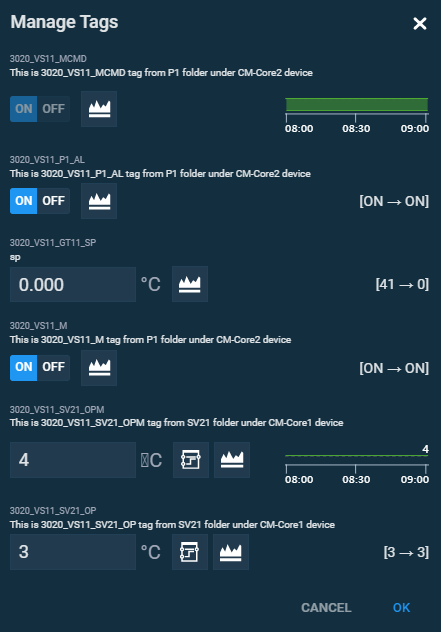 Manage Tags
3020_VS11_MCMD
This is 3020_VS11_MCMD tag from P1 folder under CM-Core2 device
ON OFF
08:00 08:30 09:00
3020_VS11_P1_AL
This is 3020_VS11_P1_AL tag from P1 folder under CM-Core2 device
ON OFF [ON → ON]
3020_VS11_GT11_SP
sp
0.000 °C [41 → 0]
3020_VS11_M
This is 3020_VS11_M tag from P1 folder under CM-Core2 device
ON OFF [ON → ON]
3020_VS11_SV21_OPM
This is 3020_VS11_SV21_OPM tag from SV21 folder under CM-Core1 device
4 C 4
08:00 08:30 09:00
3020_VS11_SV21_OP
This is 3020_VS11_SV21_OP tag from SV21 folder under CM-Core1 device
3 °C [3 → 3]
CANCEL OK